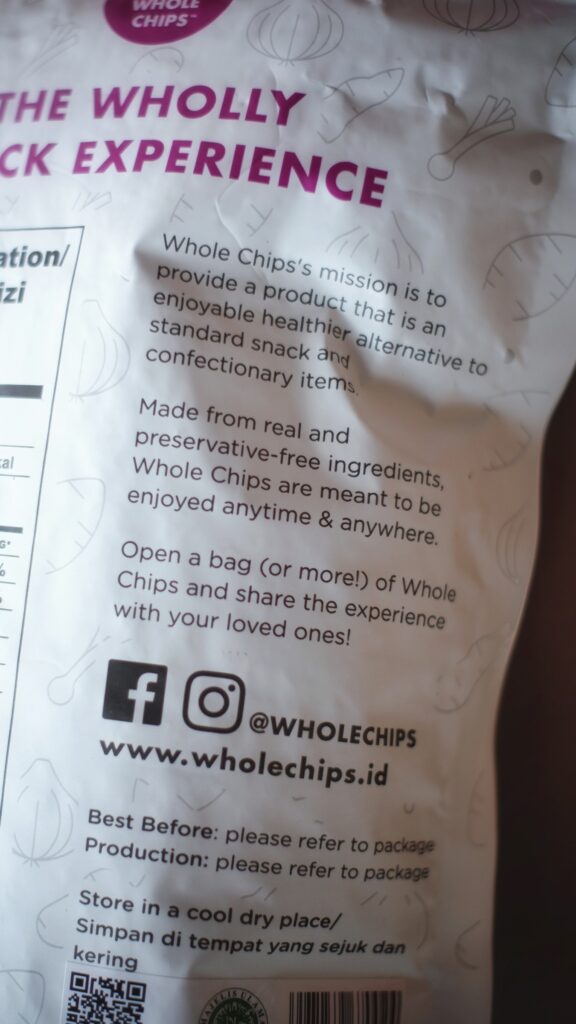 WHOLE
CHIPS™
THE WHOLLY
CK EXPERIENCE
ation/
izi
Whole Chips's mission is to
provide a product that is an
enjoyable healthier alternative to
standard snack and
confectionary items.
Made from real and
preservative-free ingredients,
Whole Chips are meant to be
enjoyed anytime & anywhere.
Open a bag (or more!) of Whole
Chips and share the experience
with your loved ones!
@WHOLECHIPS
www.wholechips.id
Best Before: please refer to package
Production: please refer to package
Store in a cool dry place/
Simpan di tempat yang sejuk dan
kering
MAJELIS ULAMA